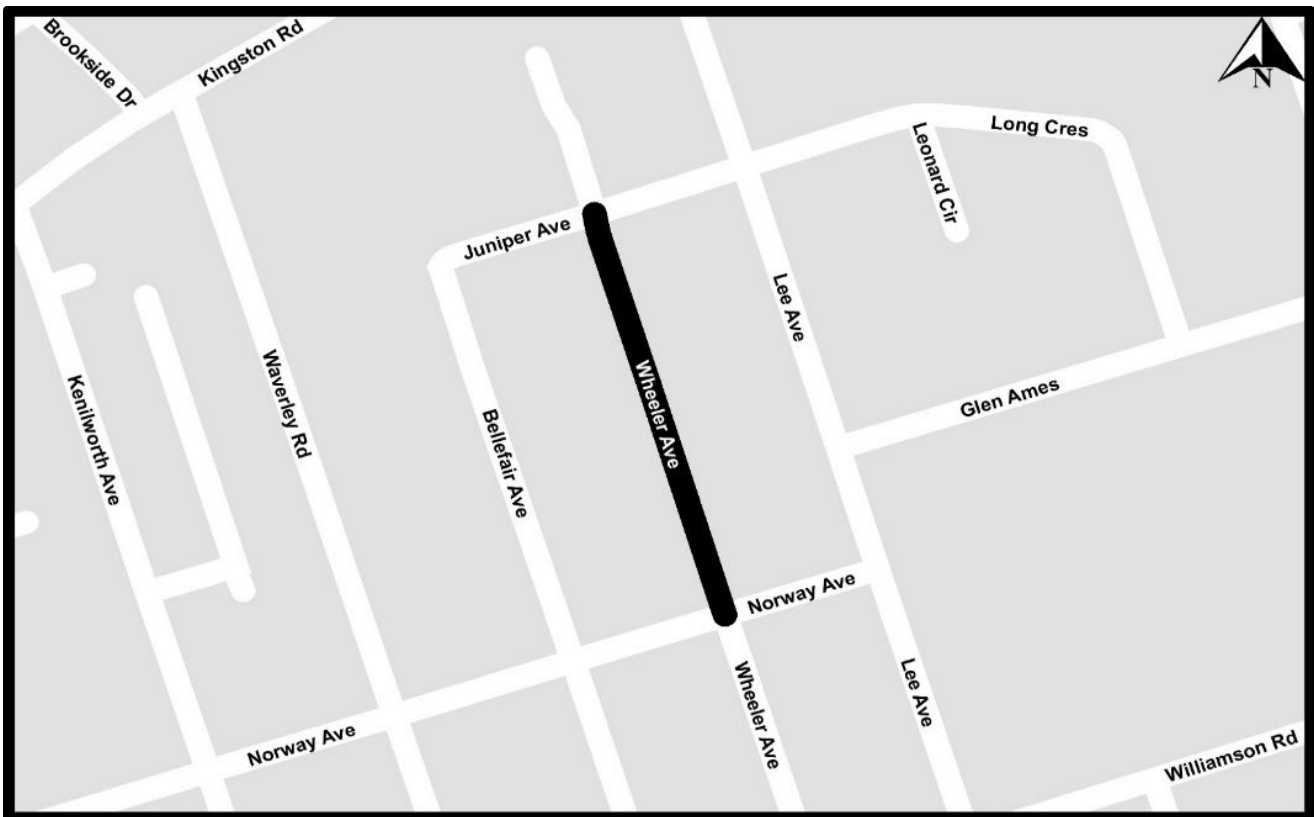 Brookside Dr
Kingston Rd
N
Long Cres
Leonard Cir
Juniper Ave
Lee Ave
Waverley Rd
Wheeler Ave
Kenilworth Ave
Glen Ames
Bellefair Ave
Norway Ave
Lee Ave
Wheeler Ave
Norway Ave
Williamson Rd